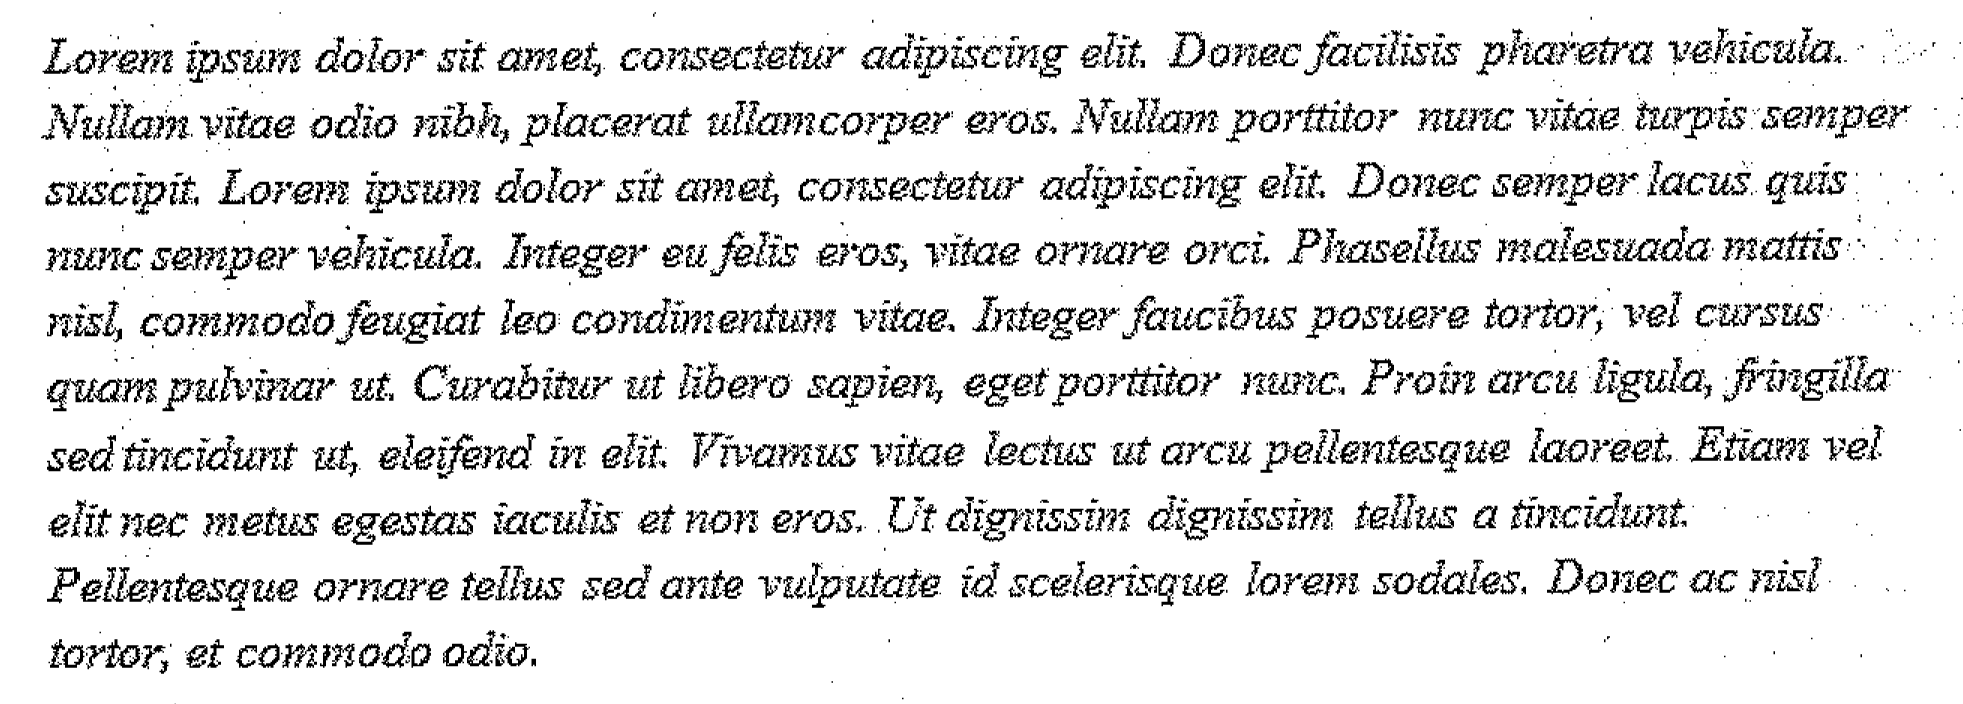 Lorem ipsum dolor sit amet, consectetur adipiscing elit. Donec facilisis pharetra vehicula.
Nullam vitae odio nibh, placerat ullamcorper eros. Nullam porttitor nunc vitae turpis semper
suscipit. Lorem ipsum dolor sit amet, consectetur adipiscing elit. Donec semper lacus quis
nunc semper vehicula. Integer eu felis eros, vitae ornare orci. Phasellus malesuada mattis
nisl, commodo feugiat leo condimentum vitae. Integer faucibus posuere tortor, vel cursus
quam pulvinar ut. Curabitur ut libero sapien, eget porttitor nunc. Proin arcu ligula, fringilla
sed tincidunt ut, eleifend in elit. Vivamus vitae lectus ut arcu pellentesque laoreet. Etiam vel
elit nec metus egestas iaculis et non eros. Ut dignissim dignissim tellus a tincidunt.
Pellentesque ornare tellus sed ante vulputate id scelerisque lorem sodales. Donec ac nisl
tortor, et commodo odio.